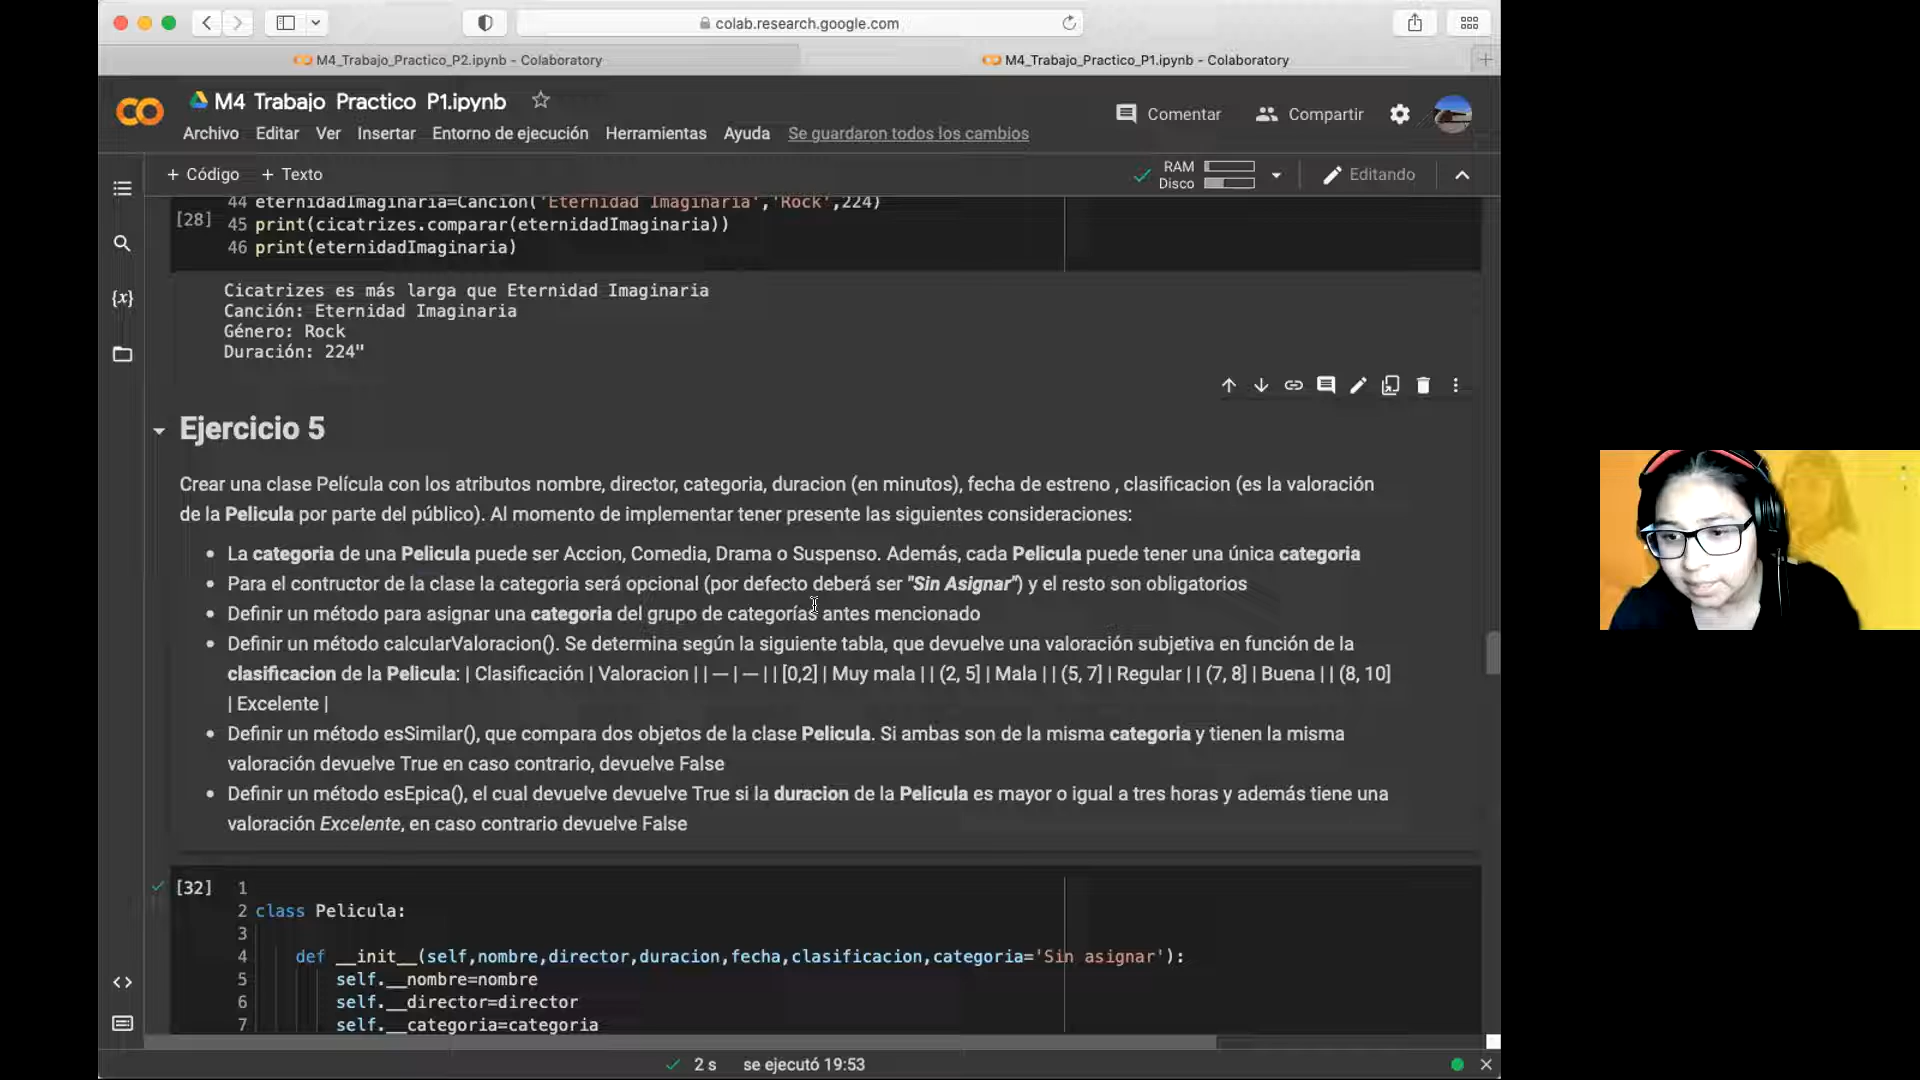 colab.research.google.com
M4_Trabajo_Practico_P2.ipynb - Colaboratory
M4_Trabajo_Practico_P1.ipynb - Colaboratory
M4 Trabajo Practico P1.ipynb
Comentar
Compartir
Archivo Editar Ver Insertar Entorno de ejecución Herramientas Ayuda Se guardaron todos los cambios
+ Código + Texto
RAM
Disco
Editando
44 eternidadImaginaria=Cancion('Eternidad Imaginaria','Rock',224)
[28] 45 print(cicatrizes.comparar(eternidadImaginaria))
46 print(eternidadImaginaria)
Cicatrizes es más larga que Eternidad Imaginaria
Canción: Eternidad Imaginaria
Género: Rock
Duración: 224"
Ejercicio 5
Crear una clase Película con los atributos nombre, director, categoria, duracion (en minutos), fecha de estreno , clasificacion (es la valoración
de la Pelicula por parte del público). Al momento de implementar tener presente las siguientes consideraciones:
• La categoria de una Pelicula puede ser Accion, Comedia, Drama o Suspenso. Además, cada Pelicula puede tener una única categoria
• Para el contructor de la clase la categoria será opcional (por defecto deberá ser "Sin Asignar") y el resto son obligatorios
• Definir un método para asignar una categoria del grupo de categorías antes mencionado
• Definir un método calcularValoracion(). Se determina según la siguiente tabla, que devuelve una valoración subjetiva en función de la
clasificacion de la Pelicula: | Clasificación | Valoracion | | — | — | | [0,2] | Muy mala | | (2, 5] | Mala | | (5, 7] | Regular | | (7, 8] | Buena | | (8, 10]
| Excelente |
• Definir un método esSimilar(), que compara dos objetos de la clase Pelicula. Si ambas son de la misma categoria y tienen la misma
valoración devuelve True en caso contrario, devuelve False
• Definir un método esEpica(), el cual devuelve devuelve True si la duracion de la Pelicula es mayor o igual a tres horas y además tiene una
valoración Excelente, en caso contrario devuelve False
[32] 1
2 class Pelicula:
3
4 def __init__(self,nombre,director,duracion,fecha,clasificacion,categoria='Sin asignar'):
5 self.__nombre=nombre
6 self.__director=director
7 self.__categoria=categoria
2 s se ejecutó 19:53